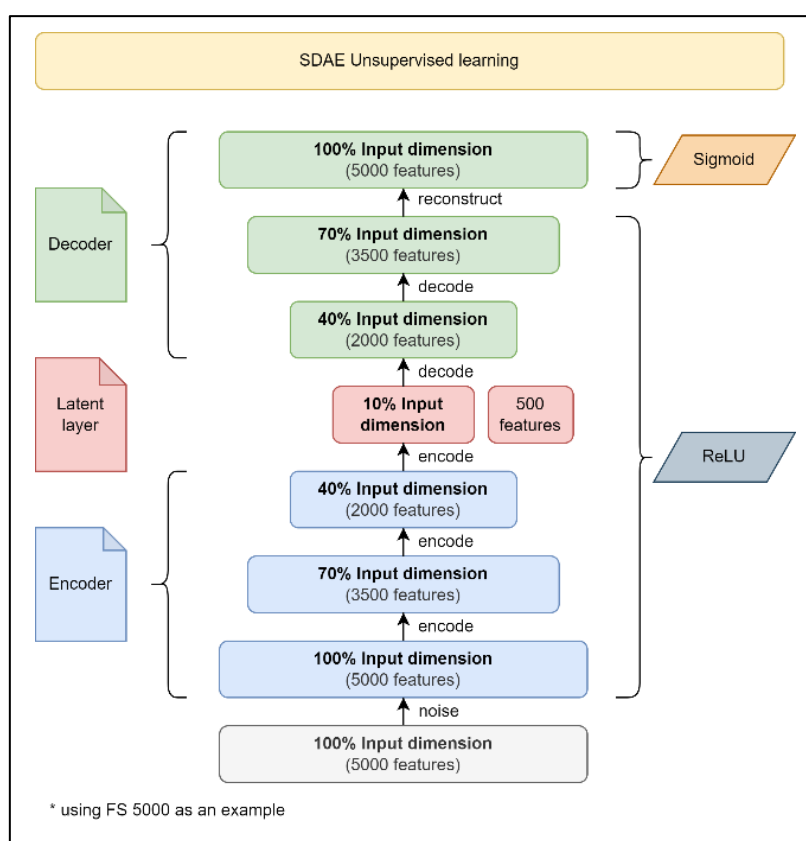 SDAE Unsupervised learning
100% Input dimension
(5000 features)
Sigmoid
reconstruct
Decoder
70% Input dimension
(3500 features)
decode
40% Input dimension
(2000 features)
decode
Latent
layer
10% Input
dimension
500
features
encode
ReLU
40% Input dimension
(2000 features)
encode
Encoder
70% Input dimension
(3500 features)
encode
100% Input dimension
(5000 features)
noise
100% Input dimension
(5000 features)
* using FS 5000 as an example